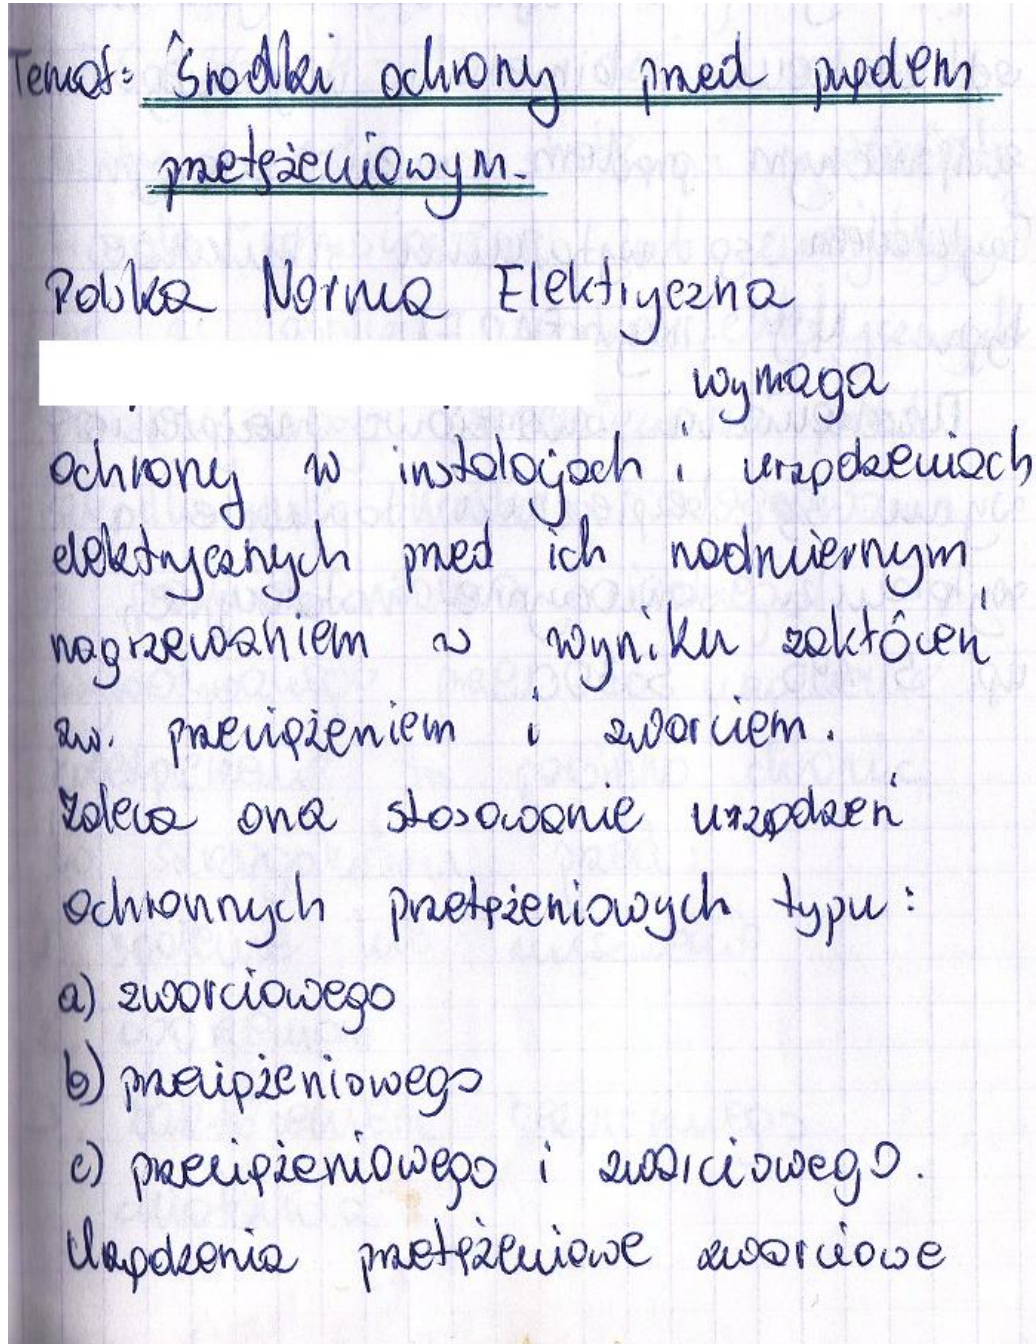 Temat: Środki ochrony przed prądem
przetężeniowym.
Polska Norma Elektryczna
wymaga
ochrony w instalacjach i urządzeniach
elektrycznych przed ich nadmiernym
nagrzewaniem w wyniku zakłóceń
zw. przeciążeniem i zwarciem.
Zaleca ona stosowanie urządzeń
ochronnych przetężeniowych typu:
a) zwarciowego
b) przeciążeniowego
c) przeciążeniowego i zwarciowego.
Urządzenia przetężeniowe zwarciowe